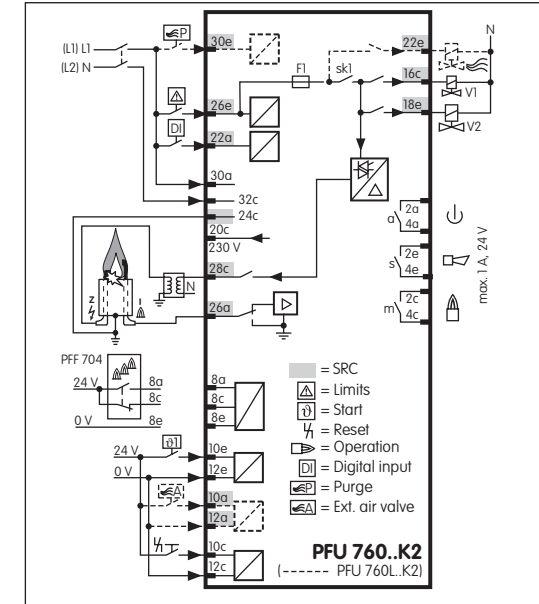 P
30e
22e
N
(L1) L1
(L2) N
F1
sk1
16c
V1
26e
18e
V2
DI
22a
30a
32c
24c
20c
230 V
28c
N
26a
z
I
2a
a
4a
2e
s
4e
2c
m
4c
max. 1 A, 24 V
PFF 704
24 V
8a
8c
0 V
8e
8a
8c
8e
= SRC
= Limits
ϑ = Start
= Reset
= Operation
DI = Digital input
P = Purge
A = Ext. air valve
ϑ1
24 V
10e
0 V
12e
A
10a
12a
10c
12c
PFU 760..K2
(------ PFU 760L..K2)